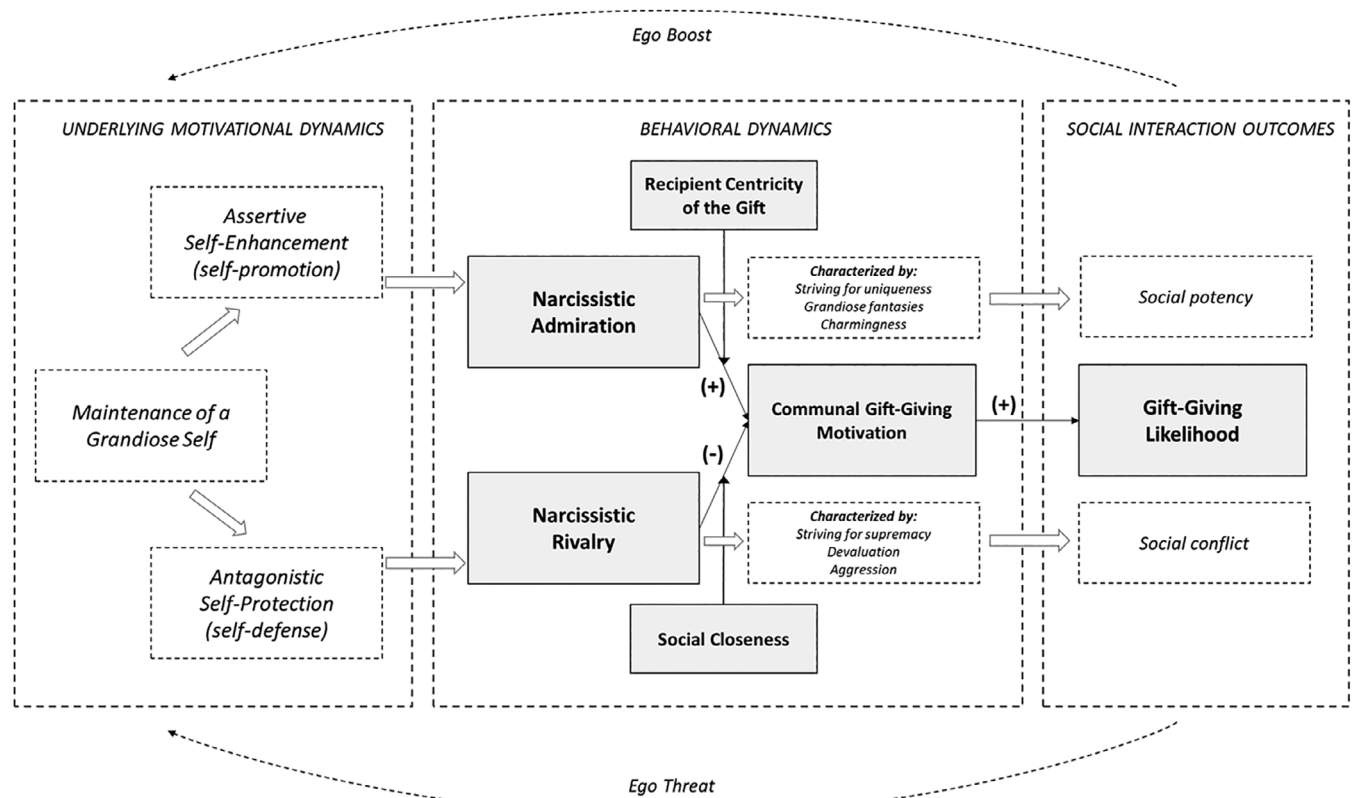 Ego Boost
UNDERLYING MOTIVATIONAL DYNAMICS
Assertive
Self-Enhancement
(self-promotion)
Maintenance of a
Grandiose Self
Antagonistic
Self-Protection
(self-defense)
BEHAVIORAL DYNAMICS
Recipient Centricity
of the Gift
Narcissistic
Admiration
Characterized by:
Striving for uniqueness
Grandiose fantasies
Charmingness
(+)
Communal Gift-Giving
Motivation
(+)
(-)
Narcissistic
Rivalry
Characterized by:
Striving for supremacy
Devaluation
Aggression
Social Closeness
SOCIAL INTERACTION OUTCOMES
Social potency
Gift-Giving
Likelihood
Social conflict
Ego Threat